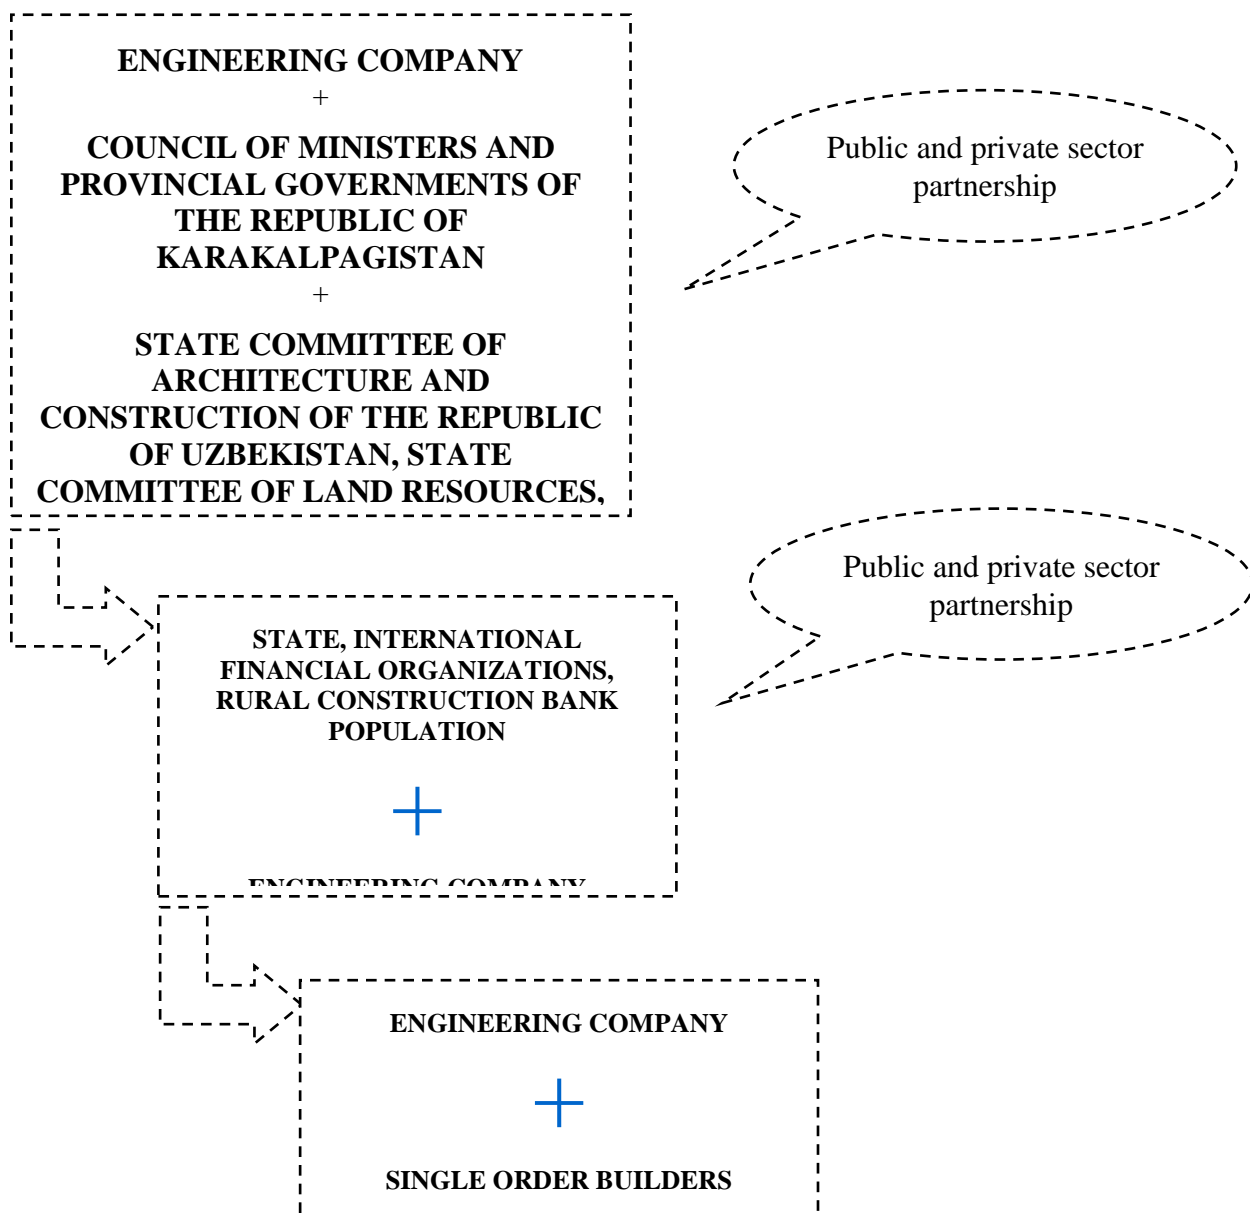 ENGINEERING COMPANY
+
COUNCIL OF MINISTERS AND
PROVINCIAL GOVERNMENTS OF
THE REPUBLIC OF
KARAKALPAGISTAN
+
STATE COMMITTEE OF
ARCHITECTURE AND
CONSTRUCTION OF THE REPUBLIC
OF UZBEKISTAN, STATE
COMMITTEE OF LAND RESOURCES,
Public and private sector
partnership
STATE, INTERNATIONAL
FINANCIAL ORGANIZATIONS,
RURAL CONSTRUCTION BANK
POPULATION
+
ENGINEERING COMPANY
Public and private sector
partnership
ENGINEERING COMPANY
+
SINGLE ORDER BUILDERS